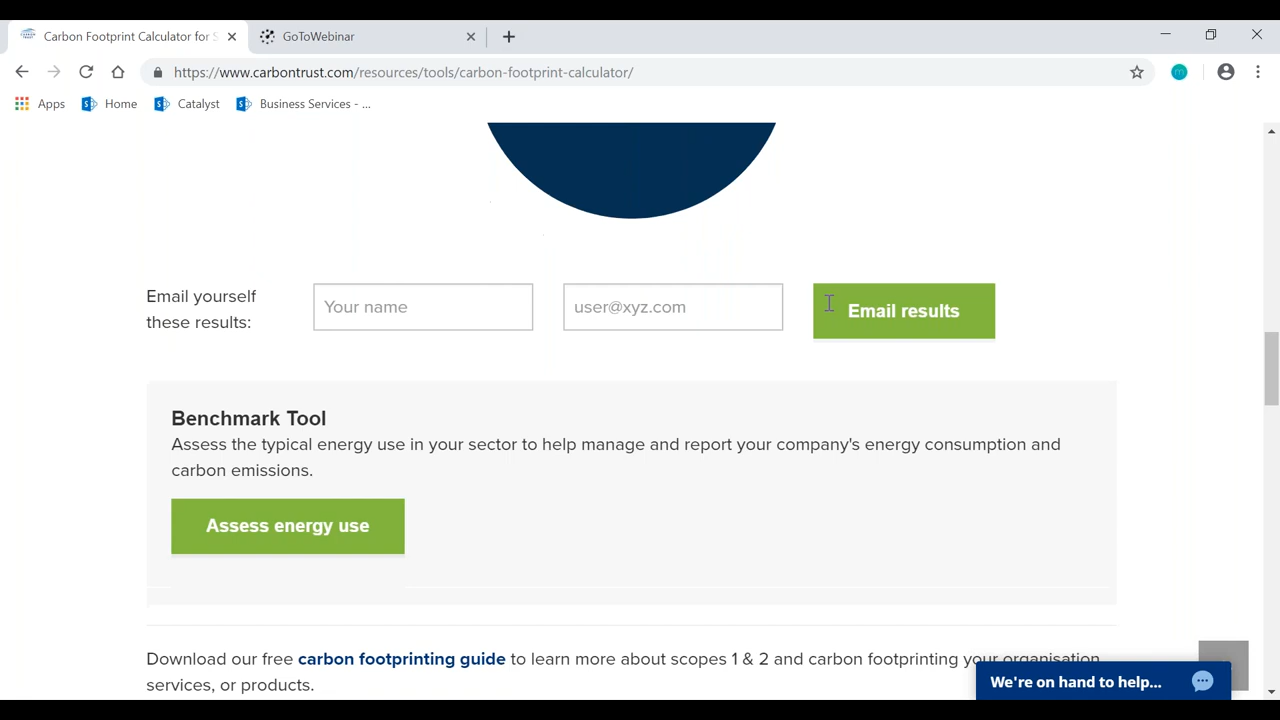 Carbon Footprint Calculator for S
GoToWebinar
https://www.carbontrust.com/resources/tools/carbon-footprint-calculator/
Apps Home Catalyst Business Services - ...
Email yourself
these results:
Your name
user@xyz.com
Email results
Benchmark Tool
Assess the typical energy use in your sector to help manage and report your company's energy consumption and
carbon emissions.
Assess energy use
Download our free carbon footprinting guide to learn more about scopes 1 & 2 and carbon footprinting your organisation
services, or products.
We're on hand to help...